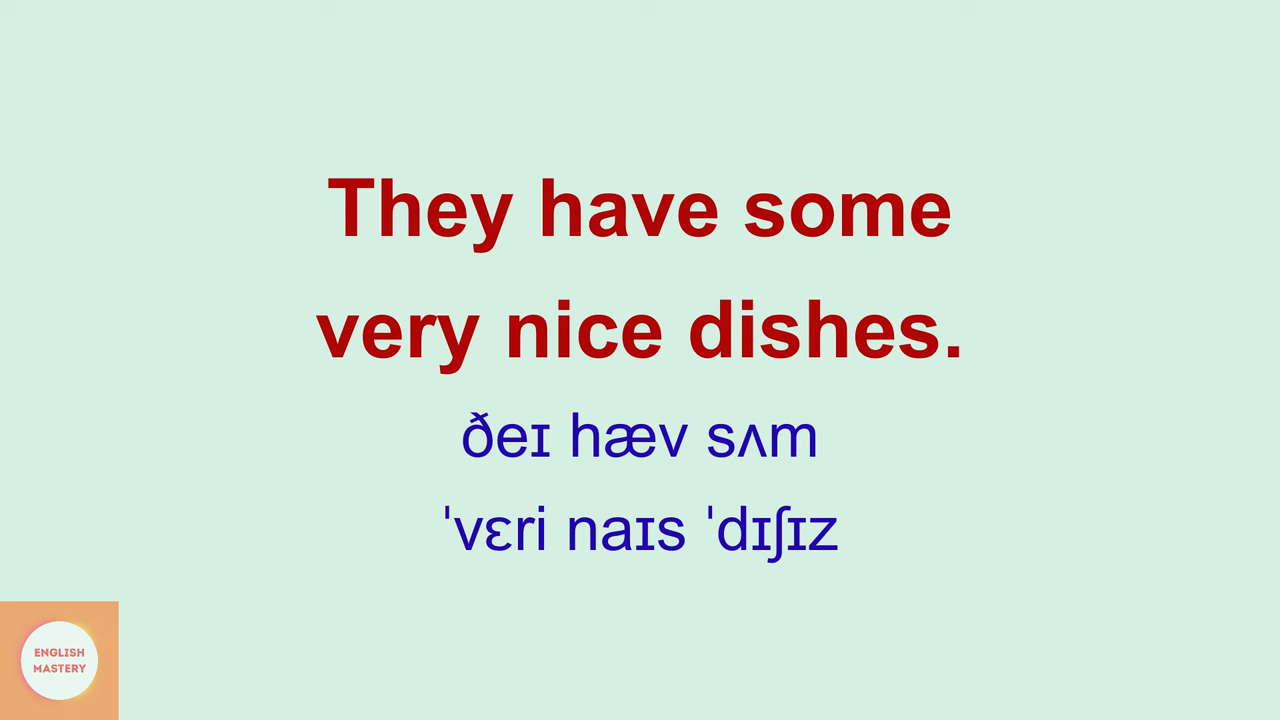 They have some
very nice dishes.
ðeɪ hæv sʌm
ˈvɛri naɪs ˈdɪʃɪz
ENGLISH
MASTERY